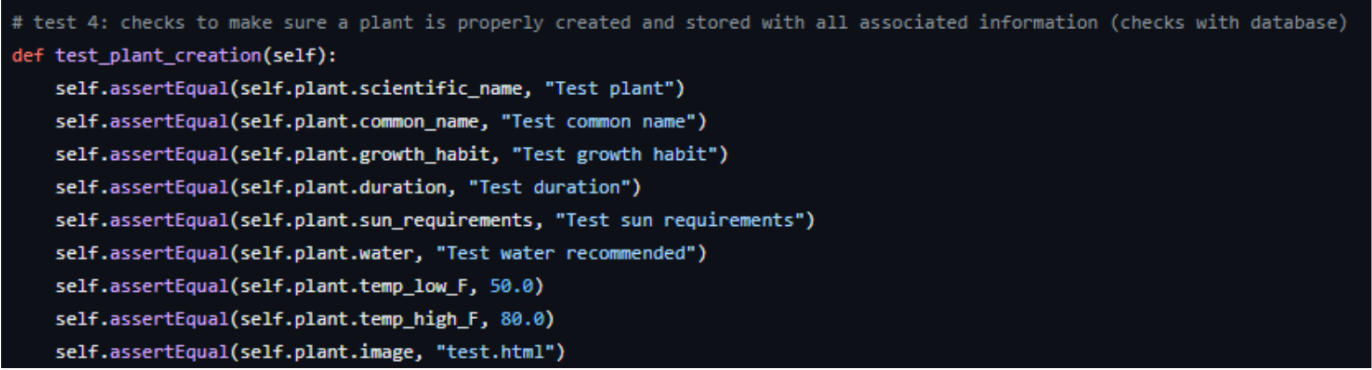 # test 4: checks to make sure a plant is properly created and stored with all associated information (checks with database)
def test_plant_creation(self):
    self.assertEqual(self.plant.scientific_name, "Test plant")
    self.assertEqual(self.plant.common_name, "Test common name")
    self.assertEqual(self.plant.growth_habit, "Test growth habit")
    self.assertEqual(self.plant.duration, "Test duration")
    self.assertEqual(self.plant.sun_requirements, "Test sun requirements")
    self.assertEqual(self.plant.water, "Test water recommended")
    self.assertEqual(self.plant.temp_low_F, 50.0)
    self.assertEqual(self.plant.temp_high_F, 80.0)
    self.assertEqual(self.plant.image, "test.html")